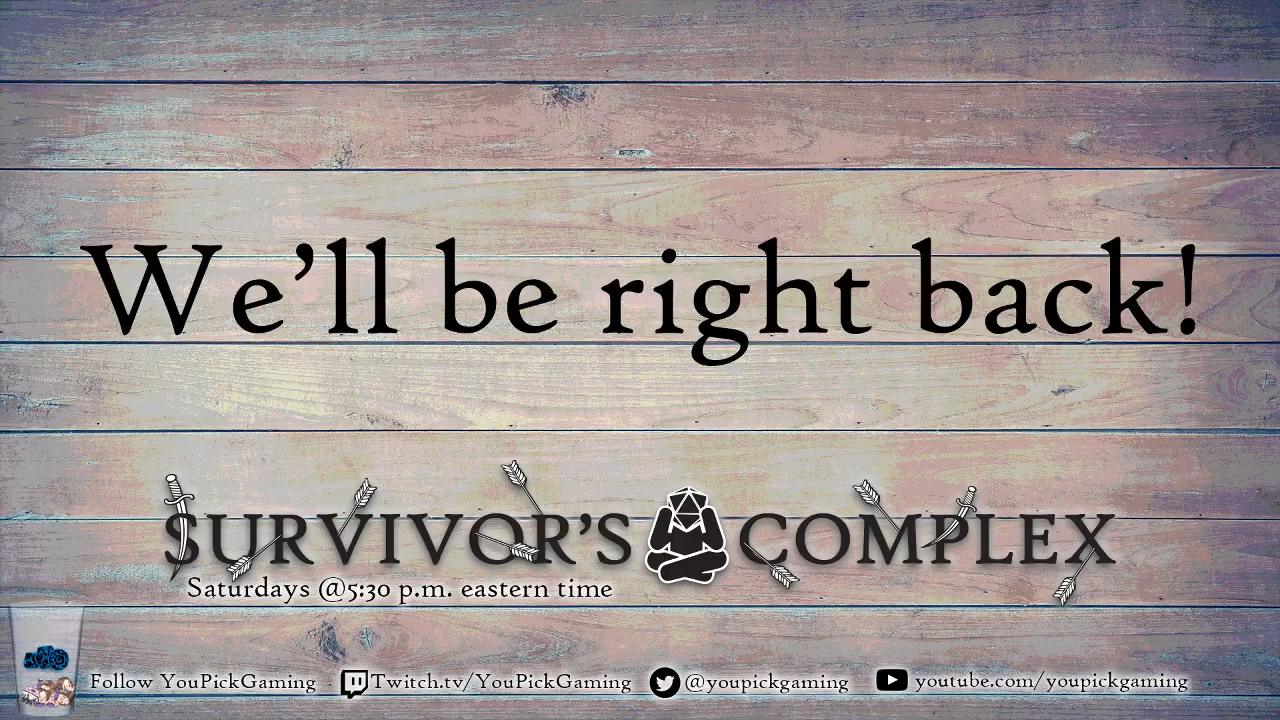 We’ll be right back!
SURVIVOR’S COMPLEX
Saturdays @5:30 p.m. eastern time
Follow YouPickGaming Twitch.tv/YouPickGaming @youpickgaming youtube.com/youpickgaming